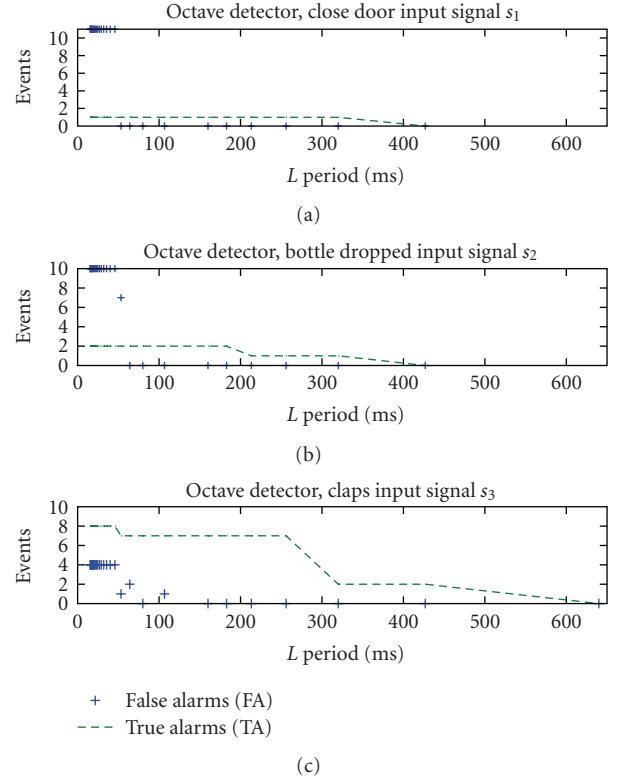 Octave detector, close door input signal s1
10
8
6
4
2
0
Events
0 100 200 300 400 500 600
L period (ms)
(a)
Octave detector, bottle dropped input signal s2
10
8
6
4
2
0
Events
0 100 200 300 400 500 600
L period (ms)
(b)
Octave detector, claps input signal s3
10
8
6
4
2
0
Events
0 100 200 300 400 500 600
L period (ms)
False alarms (FA)
True alarms (TA)
(c)